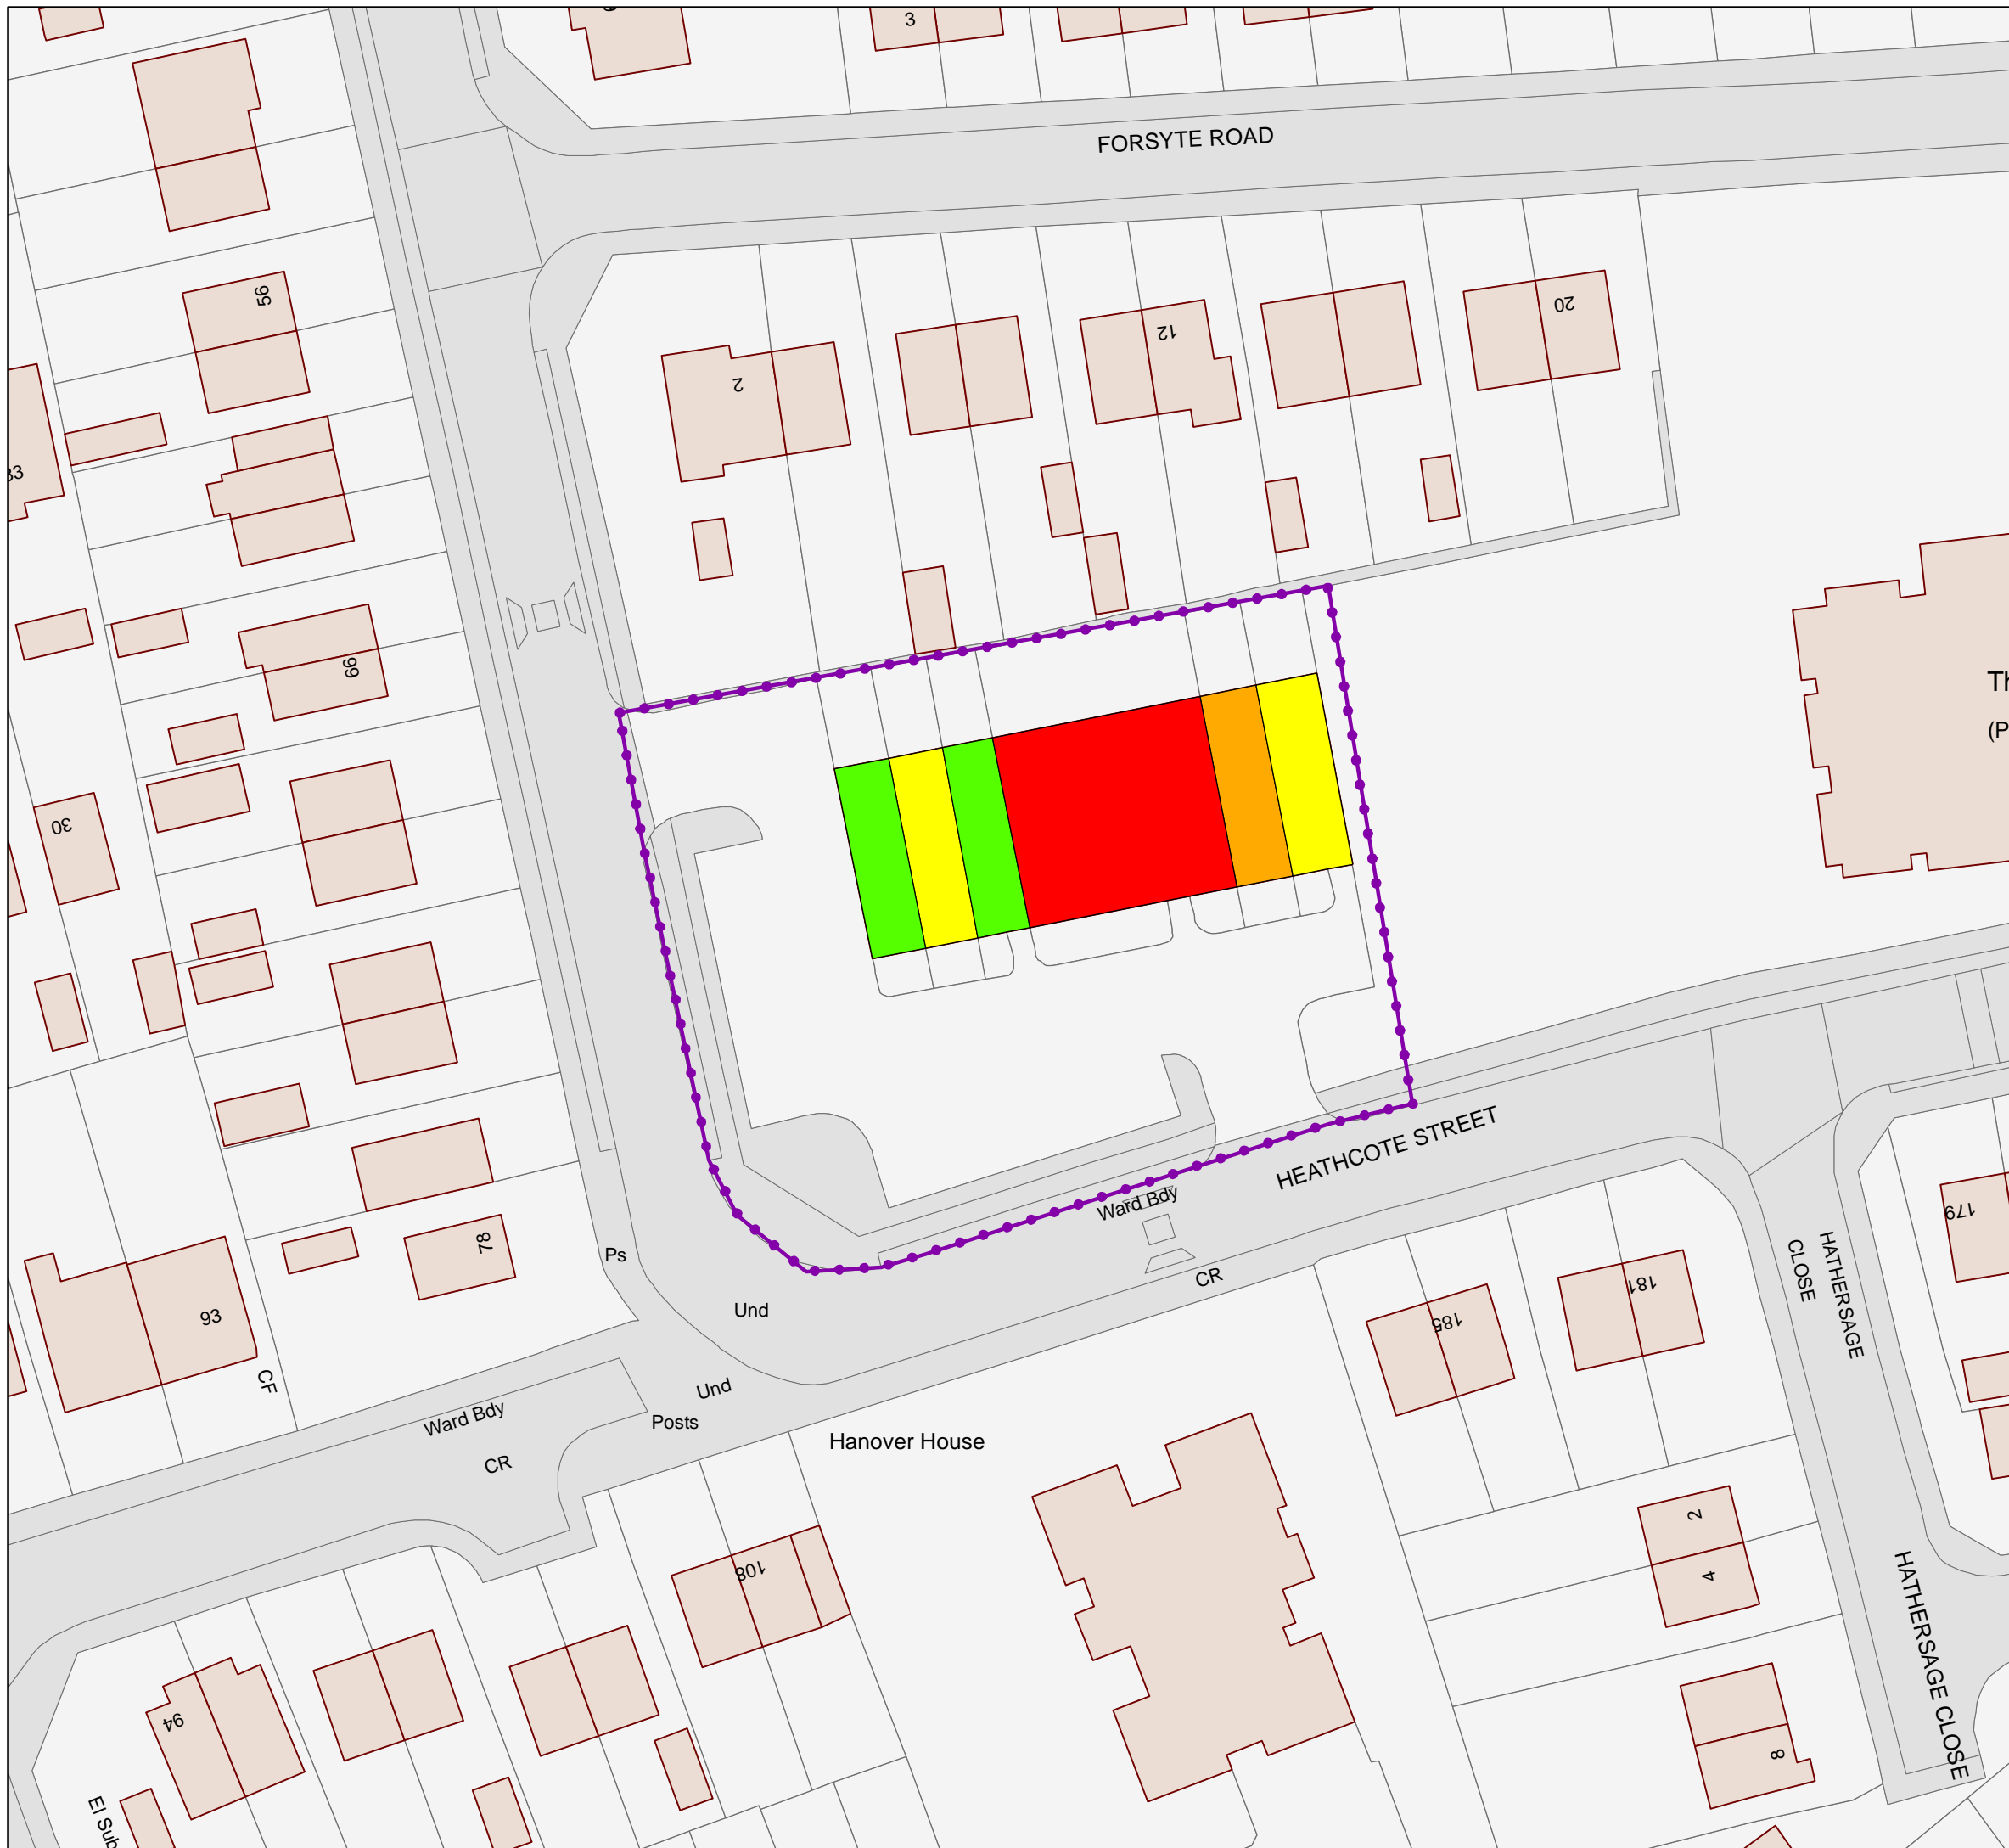 3
FORSYTE ROAD
56
20
12
2
33
66
Th
(P
30
HEATHCOTE STREET
Ward Bdy
179
78
HATHERSAGE
CLOSE
Ps
CR
181
Und
93
185
CF
Und
Ward Bdy
Posts
Hanover House
CR
2
108
4
HATHERSAGE CLOSE
94
8
El Sub